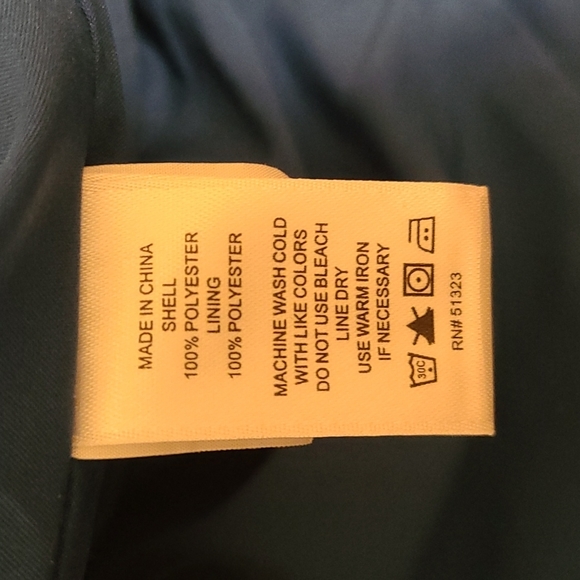 MADE IN CHINA
SHELL
100% POLYESTER
LINING
100% POLYESTER
MACHINE WASH COLD
WITH LIKE COLORS
DO NOT USE BLEACH
LINE DRY
USE WARM IRON
IF NECESSARY
30C
RN# 51323